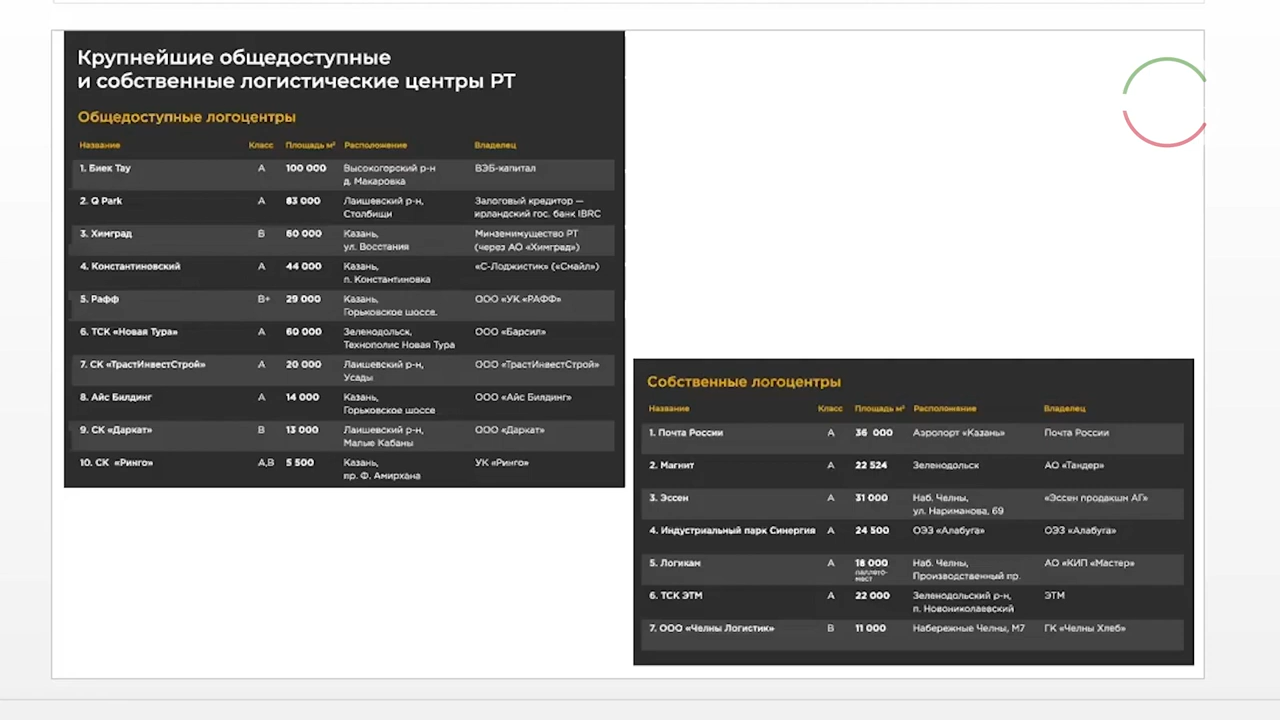 Крупнейшие общедоступные
и собственные логистические центры РТ
Общедоступные логоцентры
Название Класс Площадь м² Расположение Владелец
1. Биек Тау А 100 000 Высокогорский р-н ВЭБ-капитал
д. Макаровка
2. Q Park А 83 000 Лаишевский р-н, Залоговый кредитор —
Столбищи ирландский гос. банк IBRC
3. Химград В 60 000 Казань, Минземимущество РТ
ул. Восстания (через АО «Химград»)
4. Константиновский А 44 000 Казань, «С-Лоджистик» («Смайл»)
п. Константиновка
5. Рафф В+ 29 000 Казань, ООО «УК «РАФФ»
Горьковское шоссе.
6. ТСК «Новая Тура» А 60 000 Зеленодольск, ООО «Барсил»
Технополис Новая Тура
7. СК «ТрастИнвестСтрой» А 20 000 Лаишевский р-н, ООО «ТрастИнвестСтрой»
Усады
8. Айс Билдинг А 14 000 Казань, ООО «Айс Билдинг»
Горьковское шоссе
9. СК «Даркат» В 13 000 Лаишевский р-н, ООО «Даркат»
Малые Кабаны
10. СК «Ринго» А,В 5 500 Казань, УК «Ринго»
пр. Ф. Амирхана
Собственные логоцентры
Название Класс Площадь м² Расположение Владелец
1. Почта России А 36 000 Аэропорт «Казань» Почта России
2. Магнит А 22 524 Зеленодольск АО «Тандер»
3. Эссен А 31 000 Наб. Челны, «Эссен продакшн АГ»
ул. Нариманова, 69
4. Индустриальный парк Синергия А 24 500 ОЭЗ «Алабуга» ОЭЗ «Алабуга»
5. Логикам А 18 000 Наб. Челны, АО «КИП «Мастер»
паллето- Производственный пр.
мест
6. ТСК ЭТМ А 22 000 Зеленодольский р-н, ЭТМ
п. Новониколаевский
7. ООО «Челны Логистик» В 11 000 Набережные Челны, М7 ГК «Челны Хлеб»